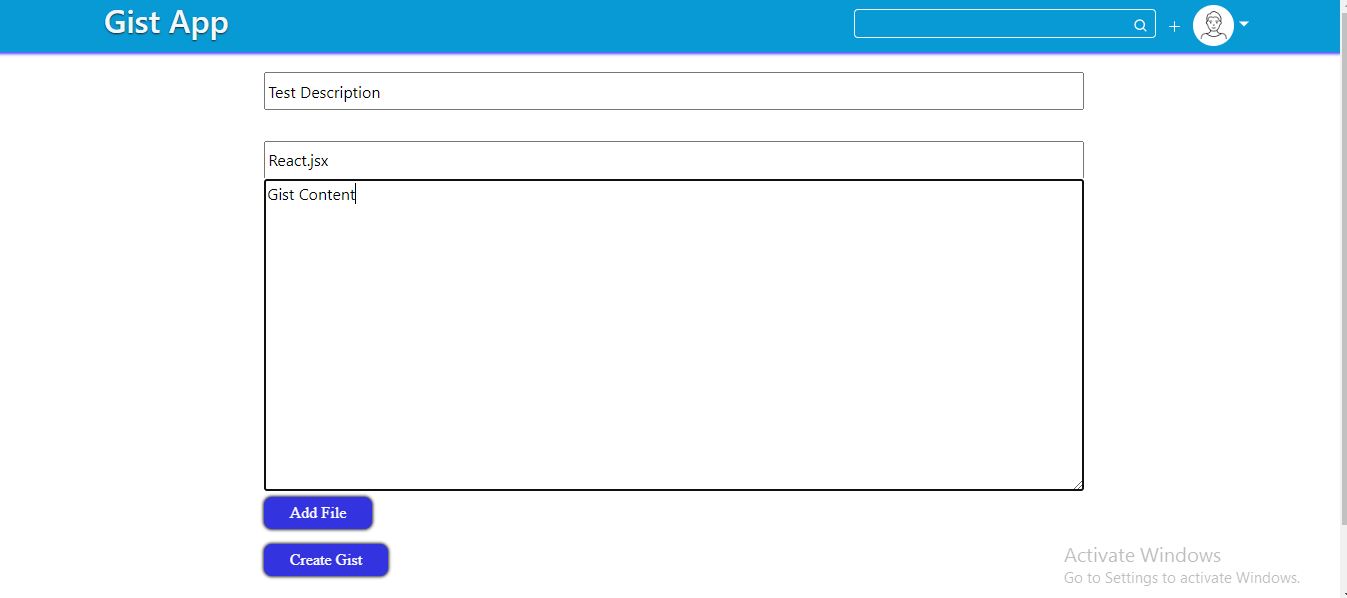 Gist App
Test Description
React.jsx
Gist Content
Add File
Create Gist
Activate Windows
Go to Settings to activate Windows.